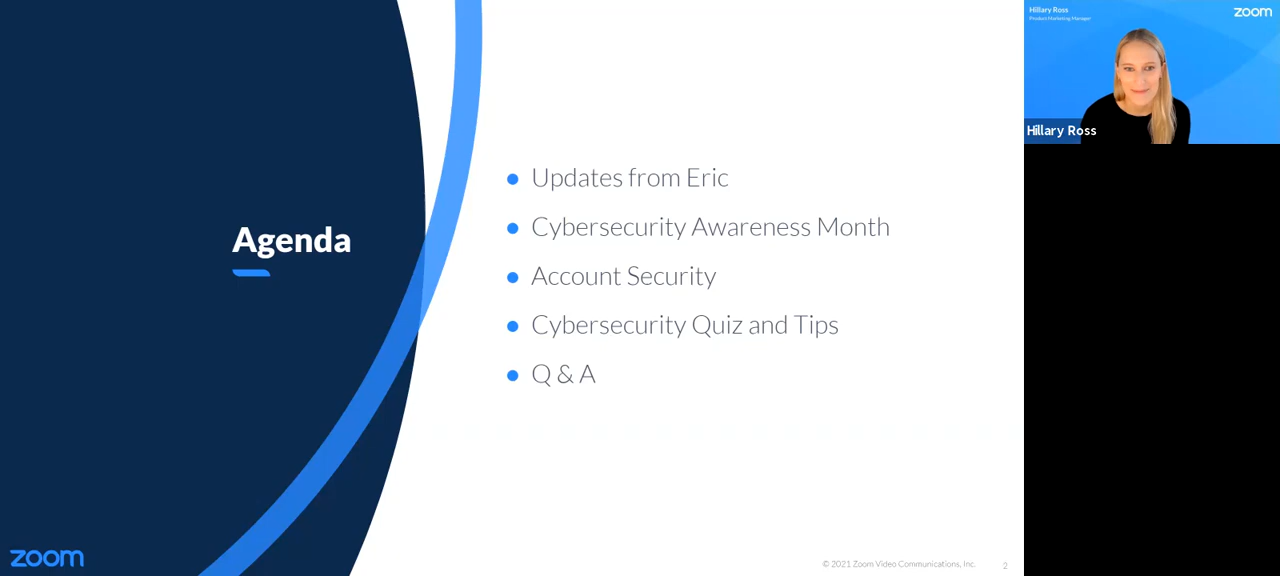 Agenda
Updates from Eric
Cybersecurity Awareness Month
Account Security
Cybersecurity Quiz and Tips
Q & A
zoom
© 2021 Zoom Video Communications, Inc.
2
Hillary Ross
Product Marketing Manager
zoom
Hillary Ross